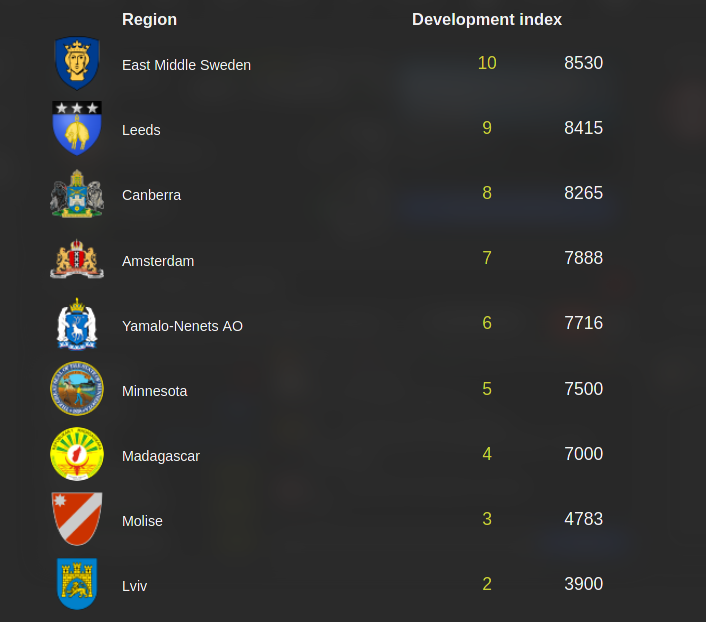 Region Development index
East Middle Sweden 10 8530
Leeds 9 8415
Canberra 8 8265
Amsterdam 7 7888
Yamalo-Nenets AO 6 7716
Minnesota 5 7500
Madagascar 4 7000
Molise 3 4783
Lviv 2 3900